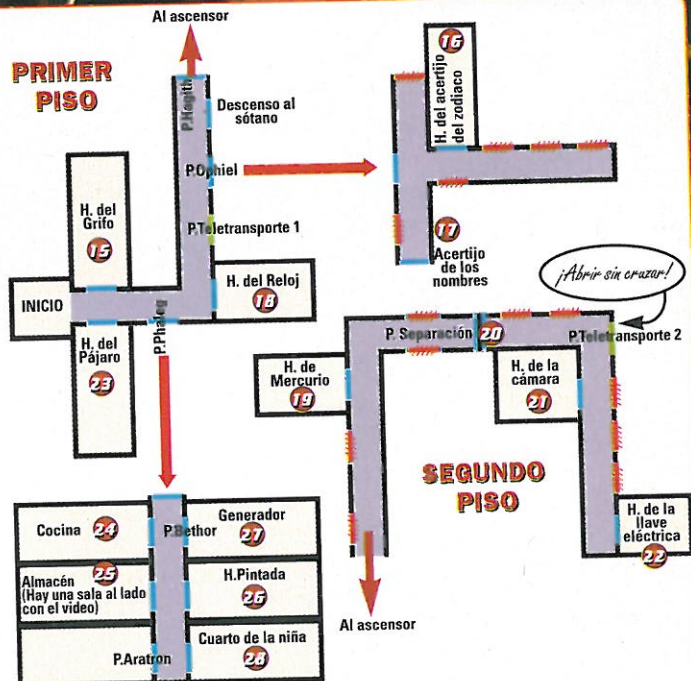 Al ascensor
PRIMER
PISO
P.Hagith
Descenso al
sótano
P.Ophiel
P.Teletransporte 1
H. del
Grifo
15
INICIO
P.Phaleg
H. del Reloj
18
H. del
Pájaro
23
16
H. del acertijo
del zodiaco
17
Acertijo
de los
nombres
¡Abrir sin cruzar!
P. Separación
20
P.Teletransporte 2
H. de
Mercurio
19
H. de la
cámara
21
SEGUNDO
PISO
H. de la
llave
eléctrica
22
Al ascensor
Cocina
24
P.Bethor
Generador
27
25
Almacén
(Hay una sala al lado
con el video)
H.Pintada
26
P.Aratron
Cuarto de la niña
28